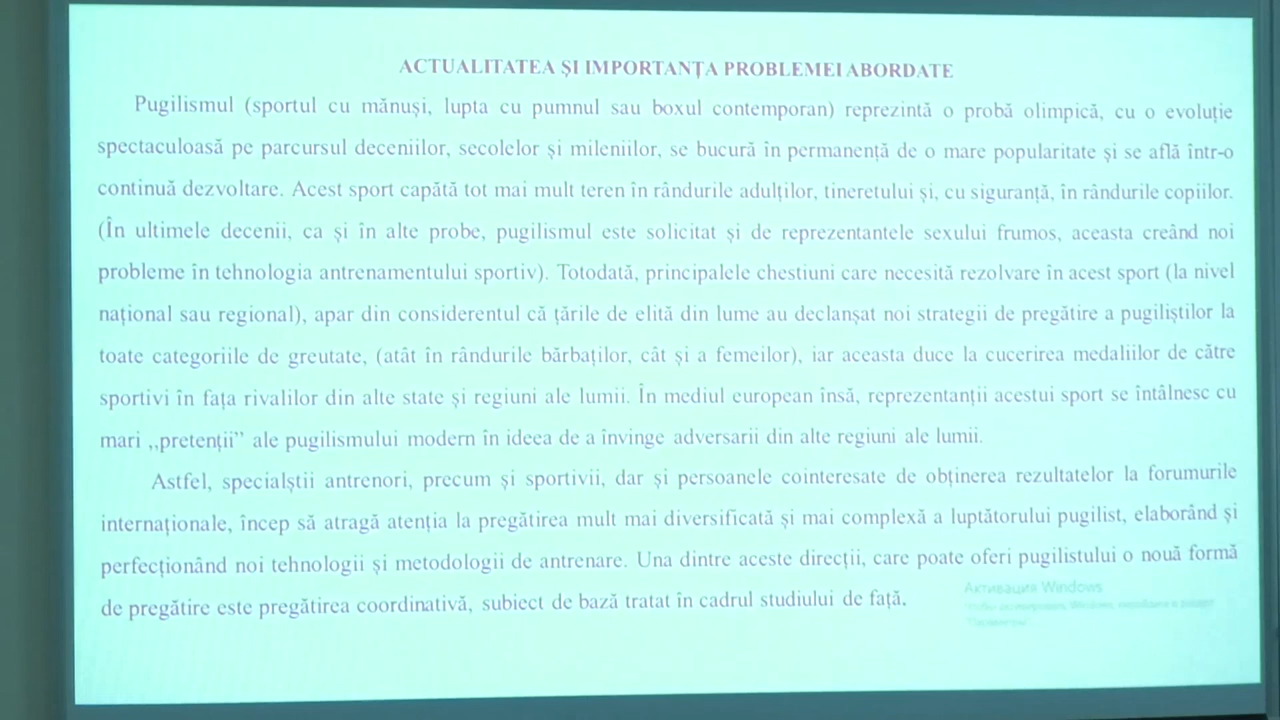 ACTUALITATEA ȘI IMPORTANȚA PROBLEMEI ABORDATE
Pugilismul (sportul cu mănuși, lupta cu pumnul sau boxul contemporan) reprezintă o probă olimpică, cu o evoluție
spectaculoasă pe parcursul deceniilor, secolelor și mileniilor, se bucură în permanență de o mare popularitate și se află într-o
continuă dezvoltare. Acest sport capătă tot mai mult teren în rândurile adulților, tineretului și, cu siguranță, în rândurile copiilor.
(În ultimele decenii, ca și în alte probe, pugilismul este solicitat și de reprezentantele sexului frumos, aceasta creând noi
probleme în tehnologia antrenamentului sportiv). Totodată, principalele chestiuni care necesită rezolvare în acest sport (la nivel
național sau regional), apar din considerentul că țările de elită din lume au declanșat noi strategii de pregătire a pugiliștilor la
toate categoriile de greutate, (atât în rândurile bărbaților, cât și a femeilor), iar aceasta duce la cucerirea medaliilor de către
sportivi în fața rivalilor din alte state și regiuni ale lumii. În mediul european însă, reprezentanții acestui sport se întâlnesc cu
mari ,,pretenții” ale pugilismului modern în ideea de a învinge adversarii din alte regiuni ale lumii.
Astfel, specialștii antrenori, precum și sportivii, dar și persoanele cointeresate de obținerea rezultatelor la forumurile
internaționale, încep să atragă atenția la pregătirea mult mai diversificată și mai complexă a luptătorului pugilist, elaborând și
perfecționând noi tehnologii și metodologii de antrenare. Una dintre aceste direcții, care poate oferi pugilistului o nouă formă
de pregătire este pregătirea coordinativă, subiect de bază tratat în cadrul studiului de față.
Активация Windows